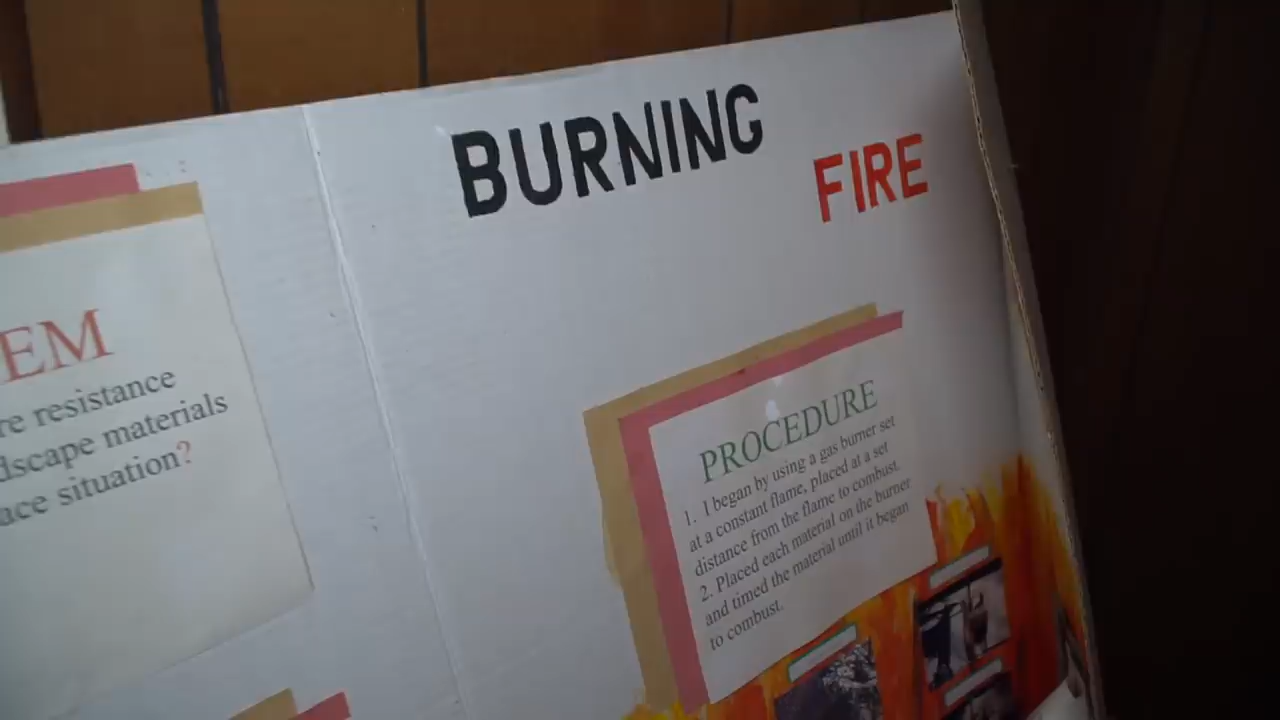 BURNING
FIRE
EM
re resistance
dscape materials
ace situation?
PROCEDURE
1. I began by using a gas burner set
at a constant flame, placed at a set
distance from the flame to combust.
2. Placed each material on the burner
and timed the material until it began
to combust.